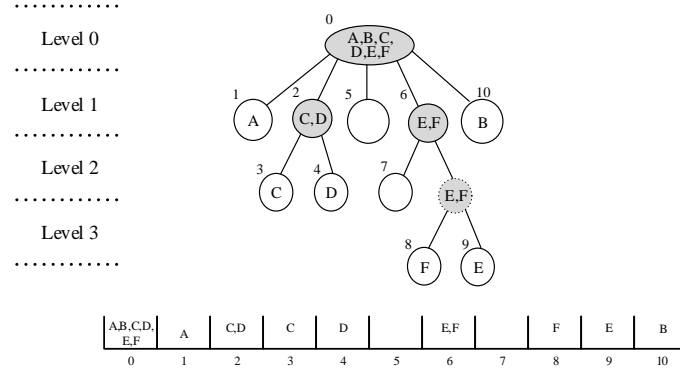 0
Level 0
A,B,C,
D,E,F
1
2
5
6
10
Level 1
A
C,D
E,F
B
3
4
7
Level 2
C
D
E,F
8
9
Level 3
F
E
A,B,C,D,
E,F
A
C,D
C
D
E,F
F
E
B
0
1
2
3
4
5
6
7
8
9
10